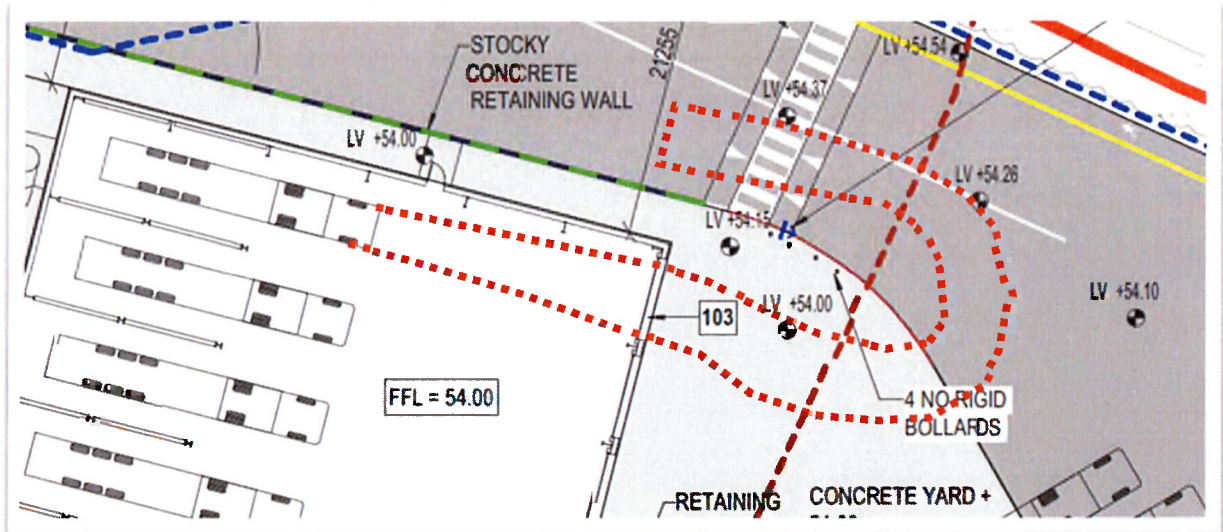 STOCKY
CONCRETE
RETAINING WALL
21255
LV +54.54
LV +54.37
LV +54.00
LV +54.26
LV +54.15
LV +54.00
LV +54.10
103
FFL = 54.00
4 NO RIGID
BOLLARDS
RETAINING
CONCRETE YARD +